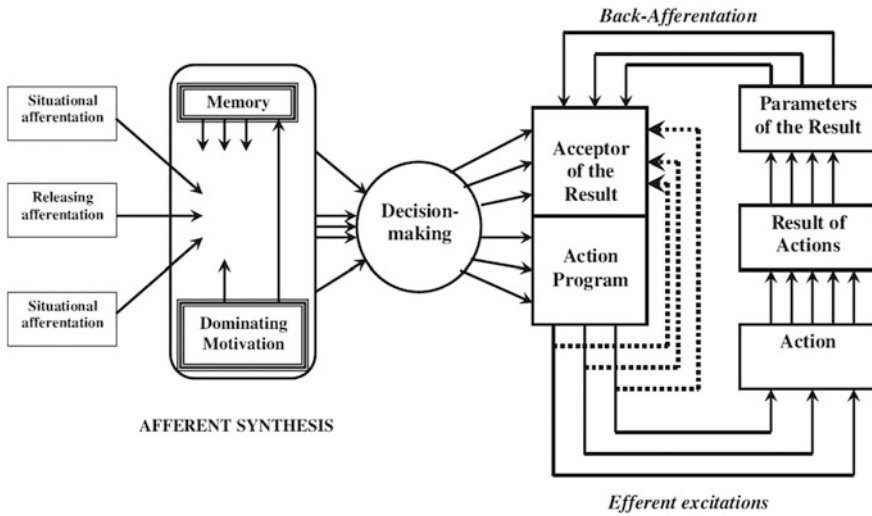 Back-Afferentation
Situational
afferentation
Releasing
afferentation
Situational
afferentation
Memory
Dominating
Motivation
AFFERENT SYNTHESIS
Decision-
making
Acceptor
of the
Result
Action
Program
Parameters
of the Result
Result of
Actions
Action
Efferent excitations